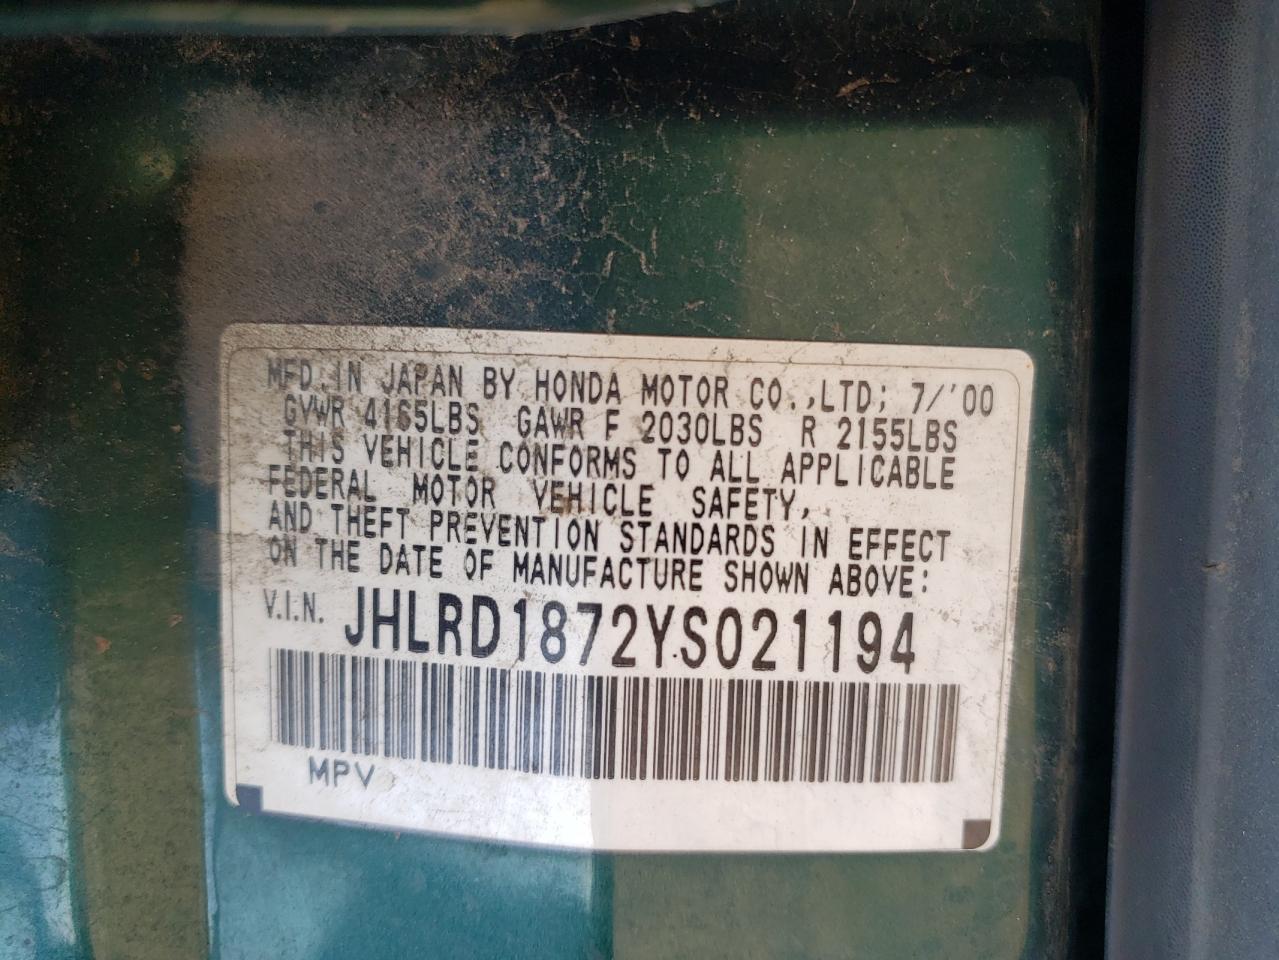 MFD. IN JAPAN BY HONDA MOTOR CO.,LTD; 7/'00
GVWR 4165LBS GAWR F 2030LBS R 2155LBS
THIS VEHICLE CONFORMS TO ALL APPLICABLE
FEDERAL MOTOR VEHICLE SAFETY,
AND THEFT PREVENTION STANDARDS IN EFFECT
ON THE DATE OF MANUFACTURE SHOWN ABOVE:
V.I.N. JHLRD1872YS021194
MPV